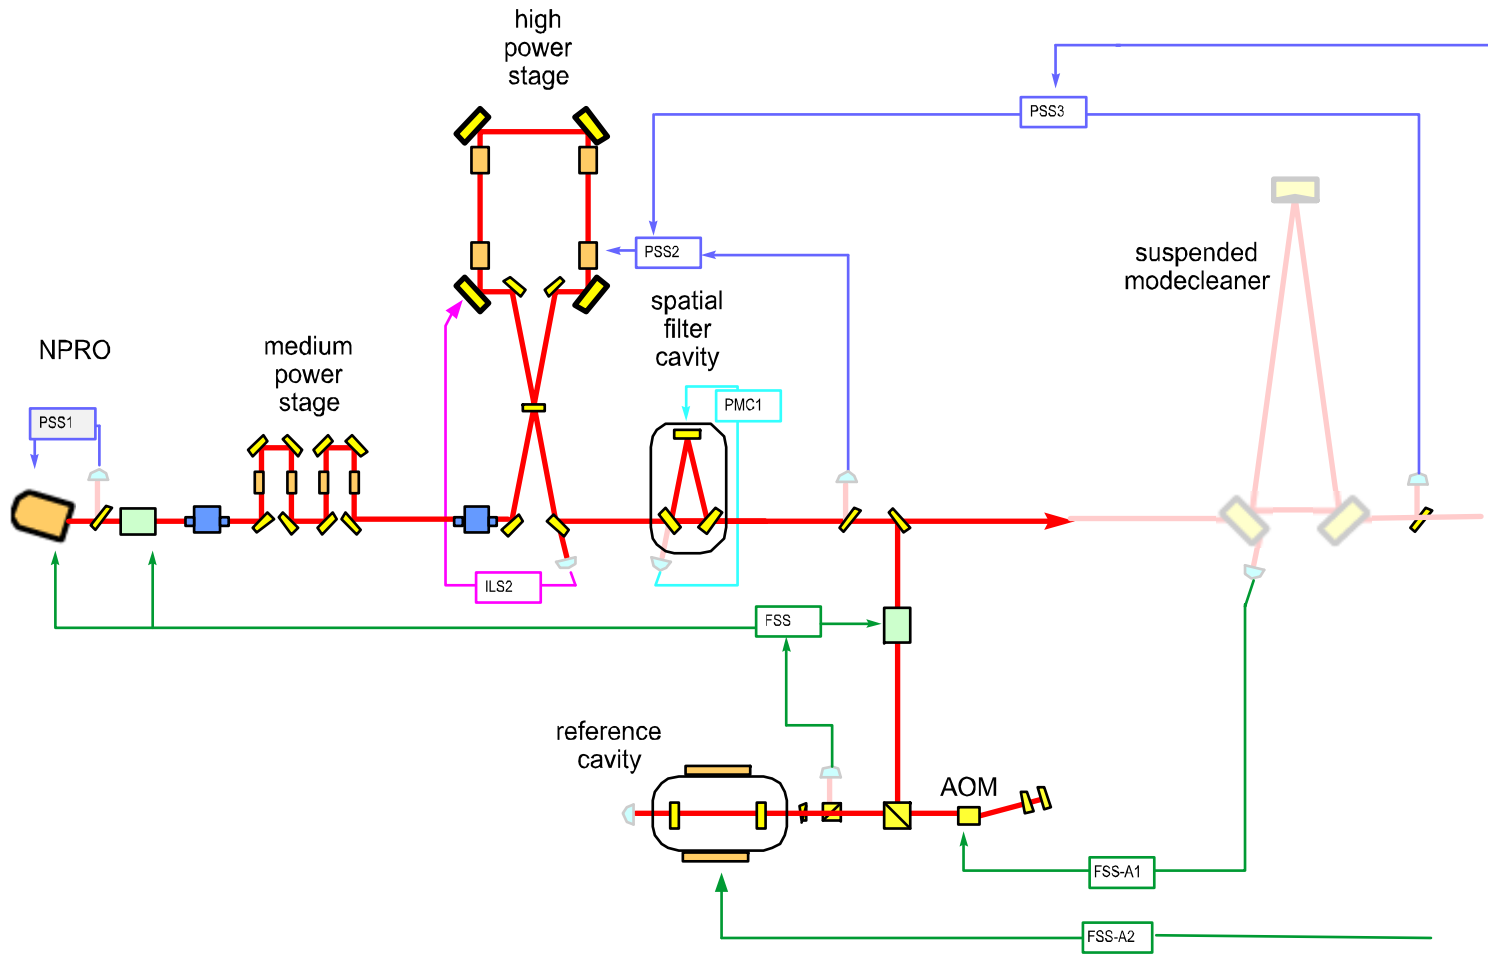 high
power
stage
PSS3
PSS2
suspended
modecleaner
spatial
filter
cavity
NPRO
medium
power
stage
PMC1
PSS1
ILS2
FSS
reference
cavity
AOM
FSS-A1
FSS-A2